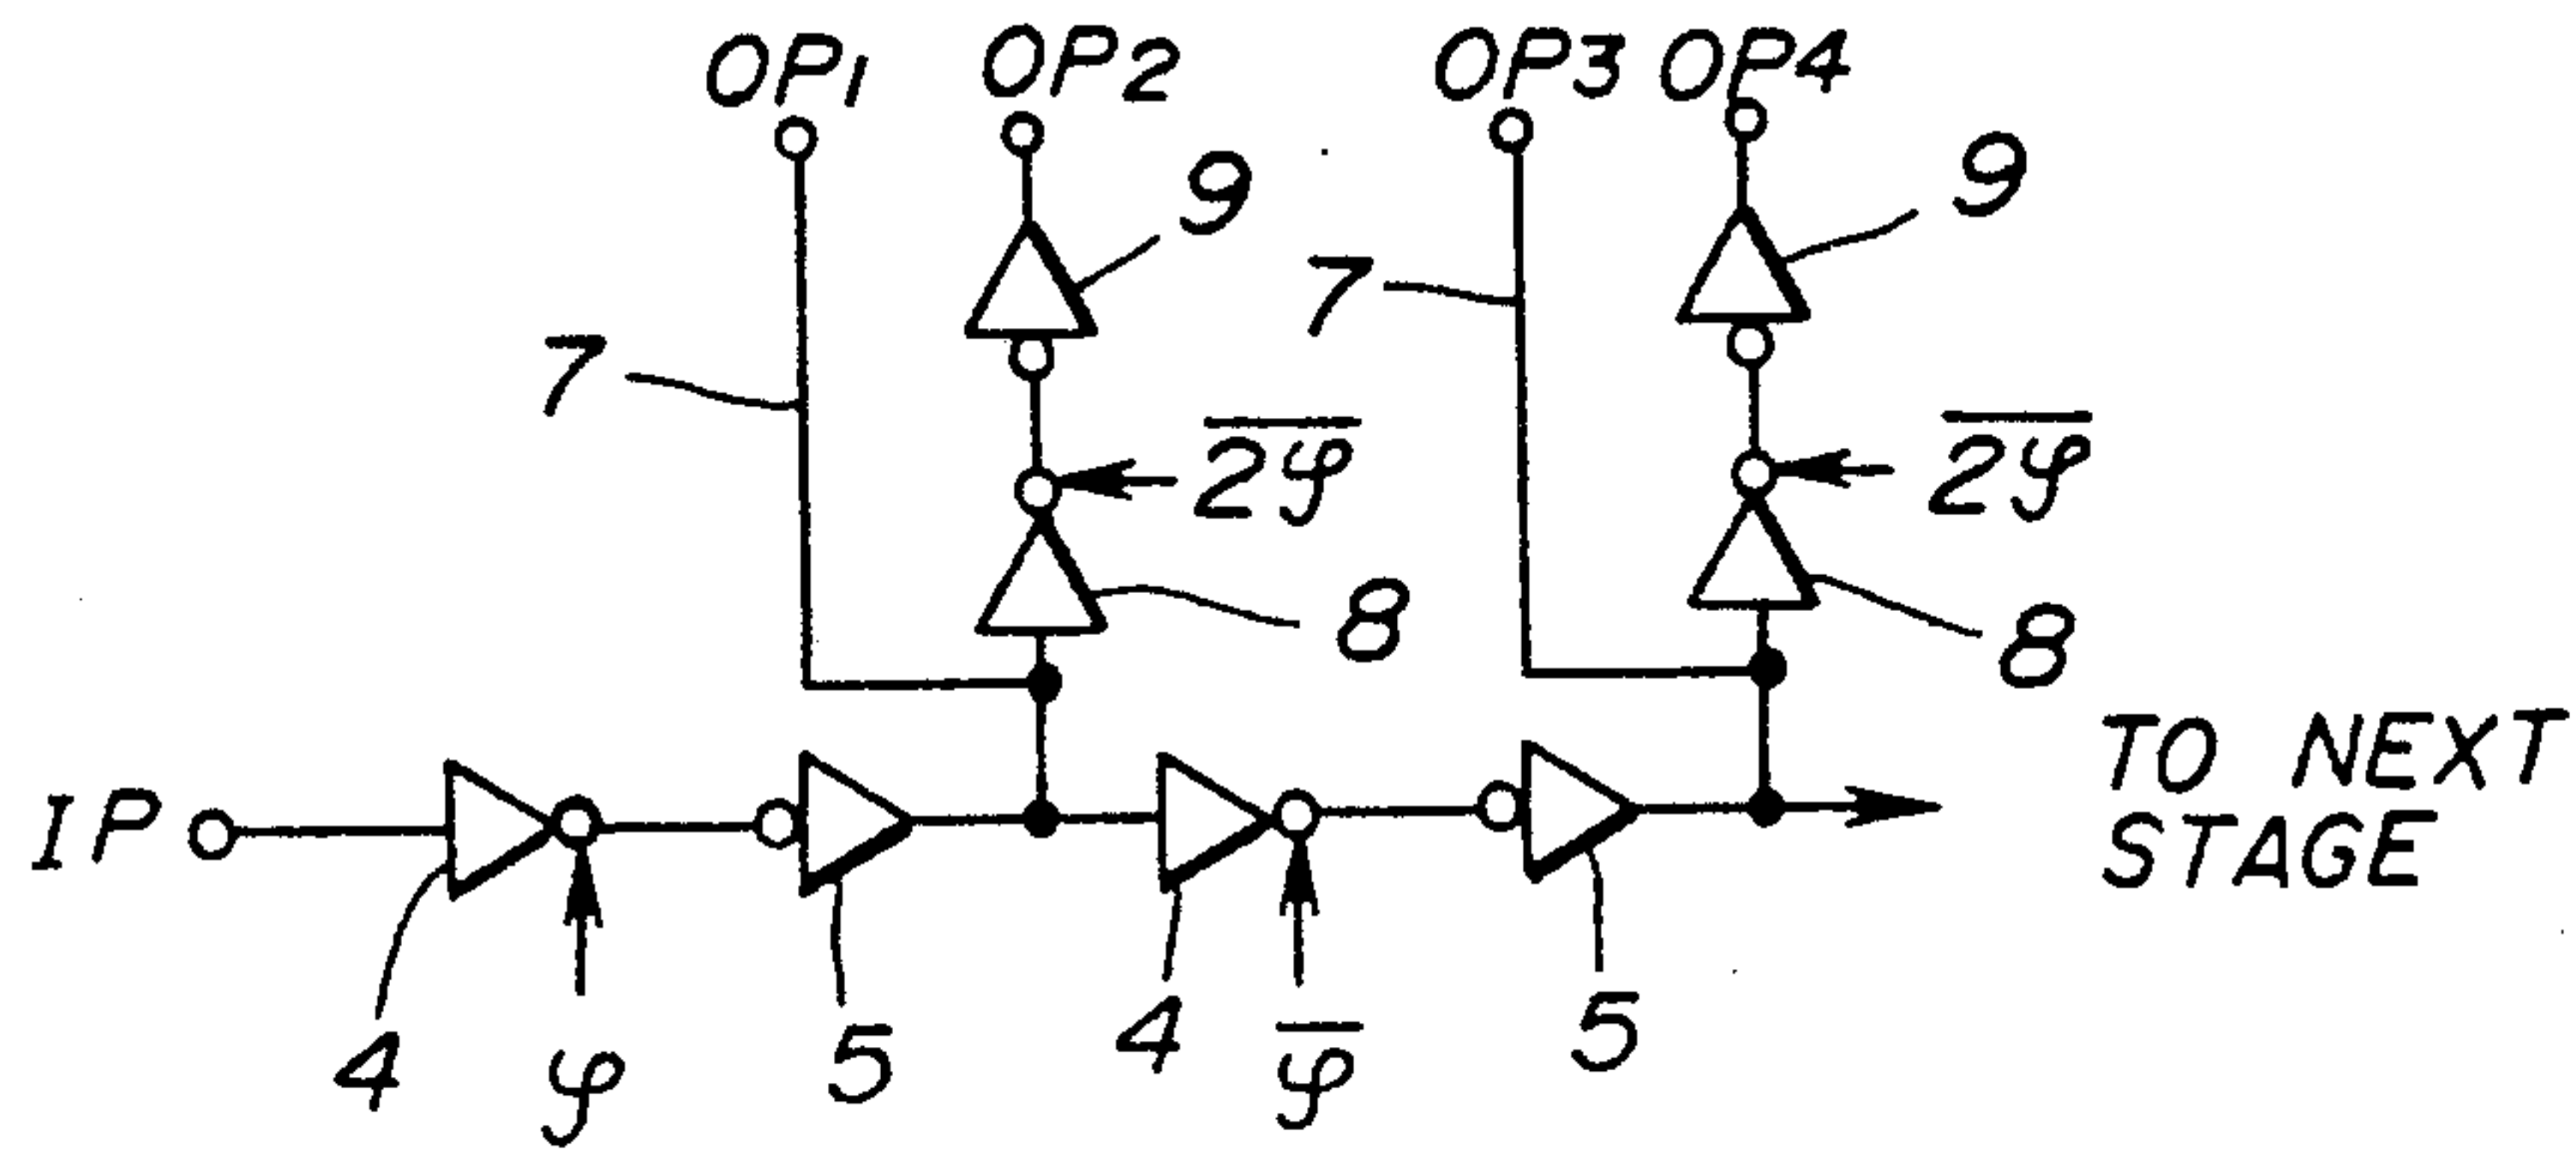 OP1 OP2 OP3 OP4
9 9
7 7
2φ̅ 2φ̅
8 8
IP
TO NEXT
STAGE
4 φ 5 4 φ̅ 5